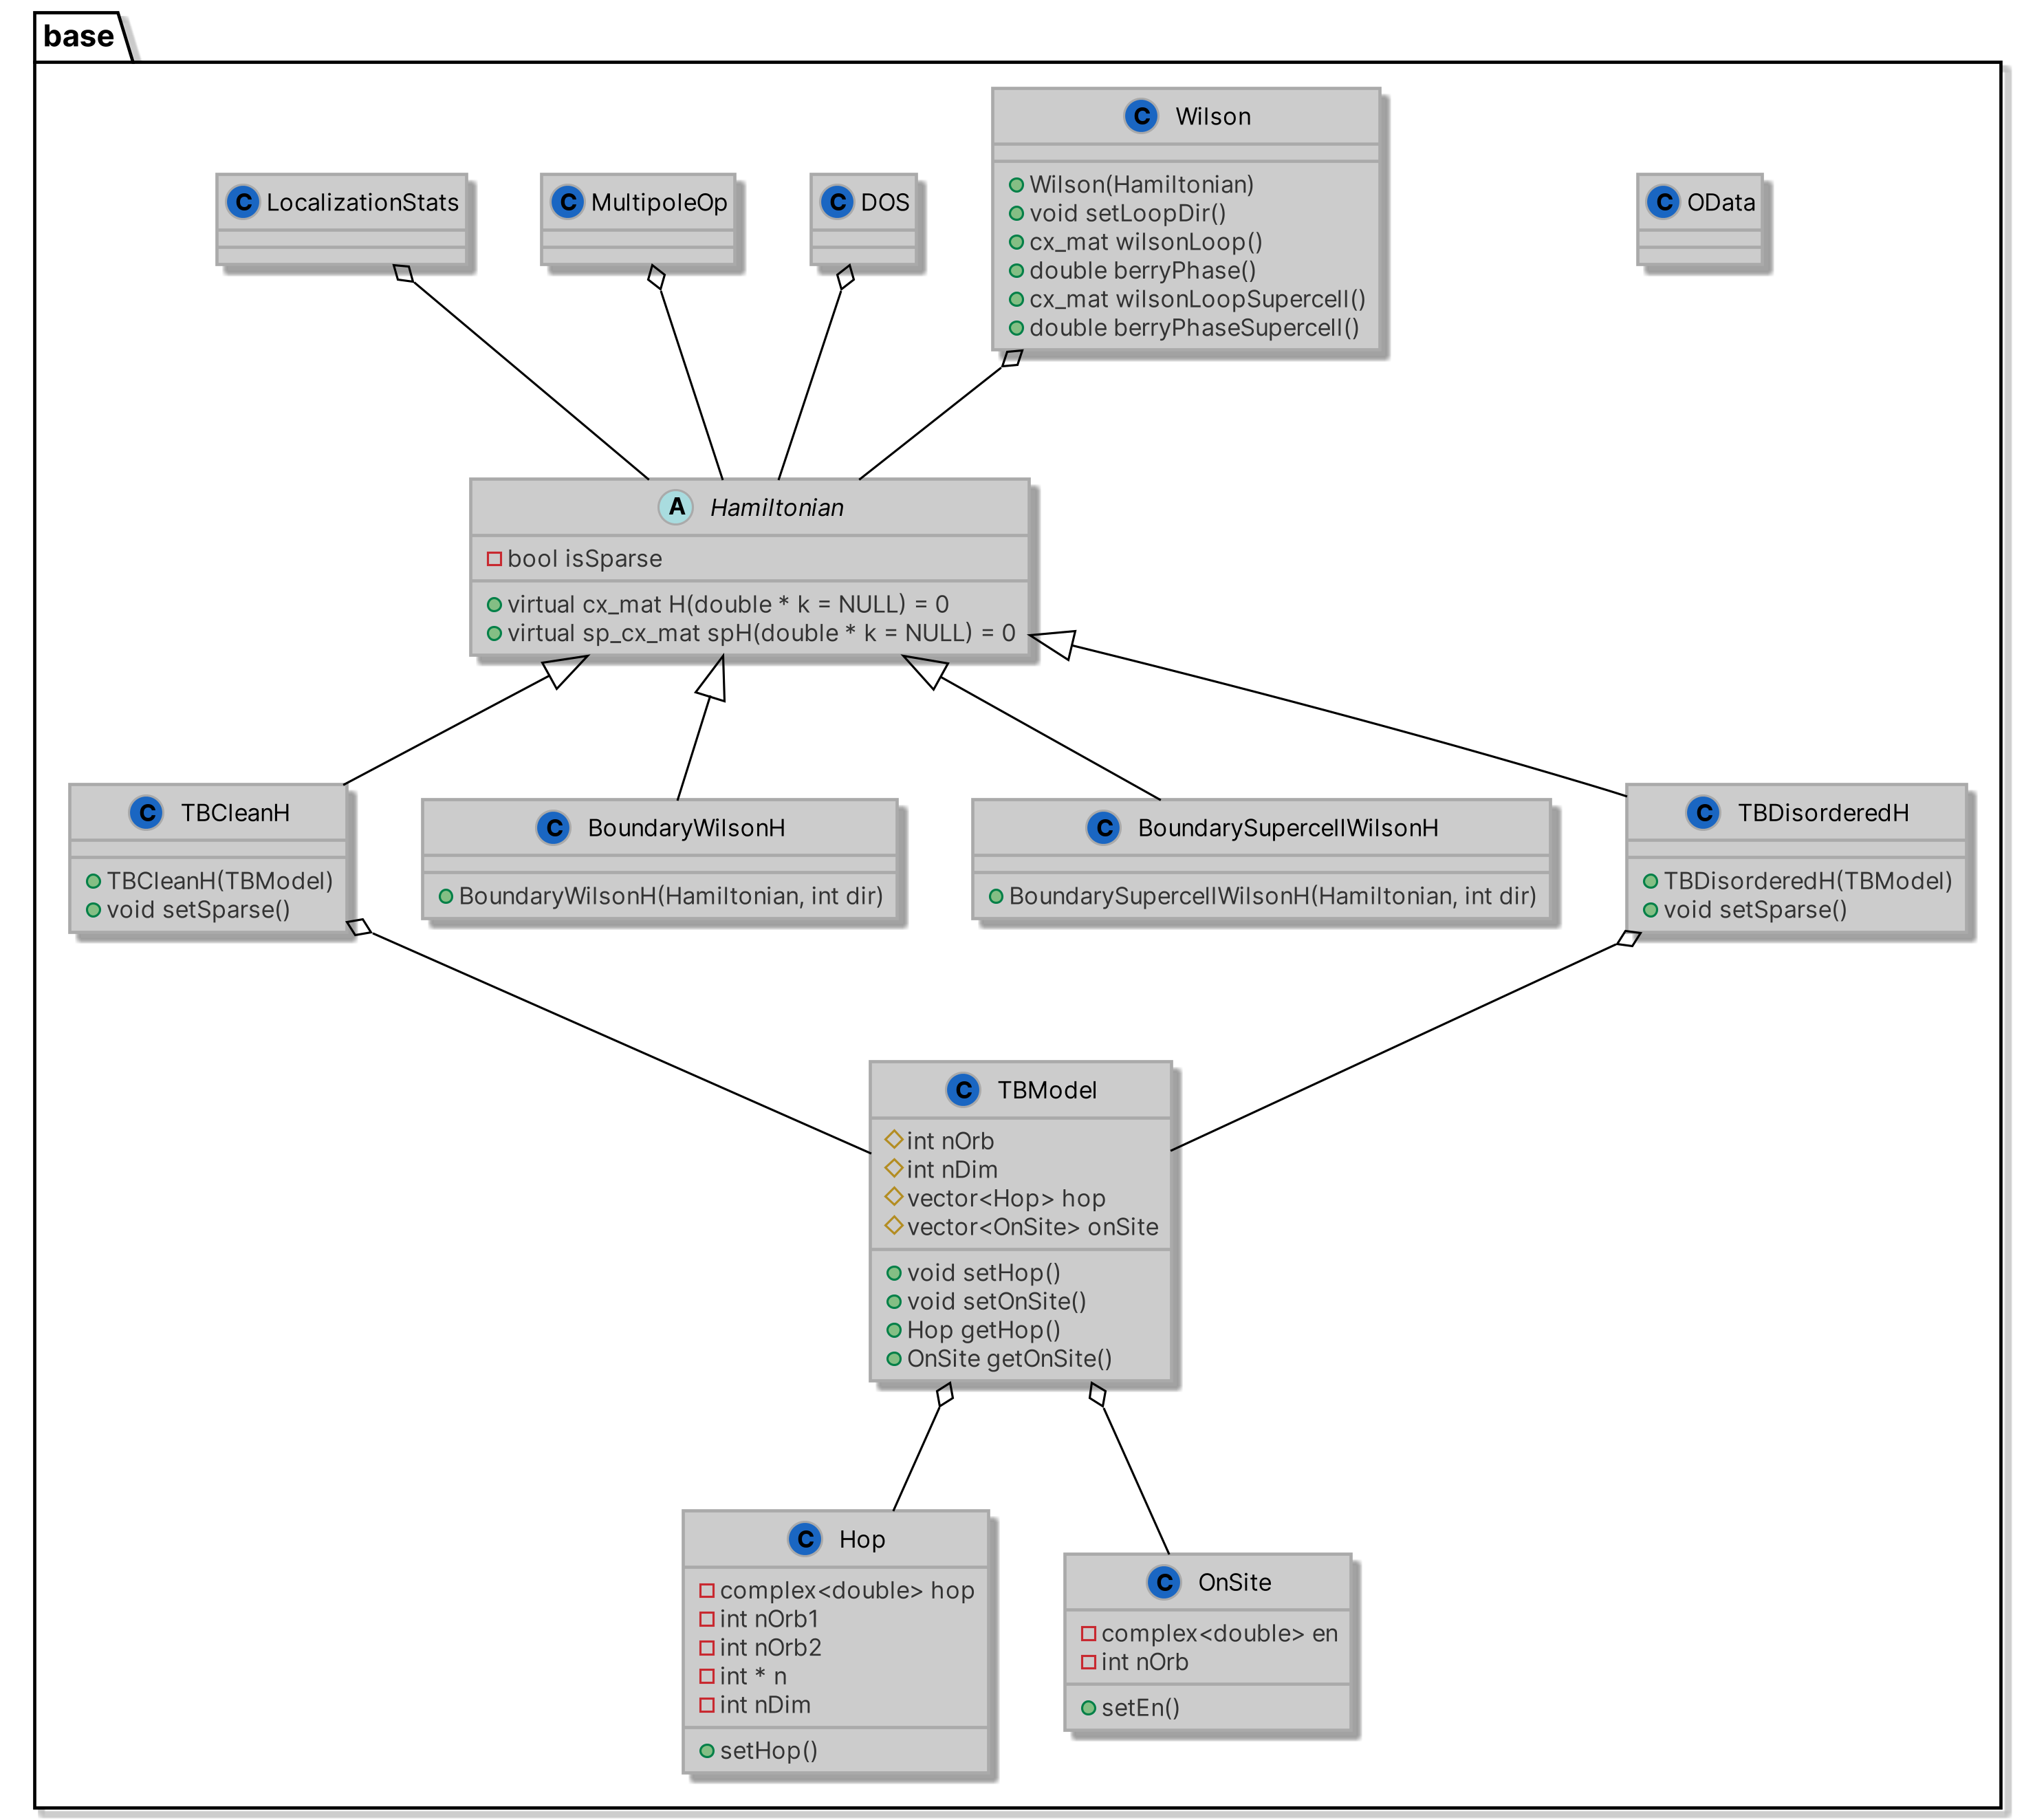 base
C Wilson
Wilson(Hamiltonian)
void setLoopDir()
cx_mat wilsonLoop()
double berryPhase()
cx_mat wilsonLoopSupercell()
double berryPhaseSupercell()
C LocalizationStats
C MultipoleOp
C DOS
C OData
A Hamiltonian
bool isSparse
virtual cx_mat H(double * k = NULL) = 0
virtual sp_cx_mat spH(double * k = NULL) = 0
C TBCleanH
TBCleanH(TBModel)
void setSparse()
C BoundaryWilsonH
BoundaryWilsonH(Hamiltonian, int dir)
C BoundarySupercellWilsonH
BoundarySupercellWilsonH(Hamiltonian, int dir)
C TBDisorderedH
TBDisorderedH(TBModel)
void setSparse()
C TBModel
int nOrb
int nDim
vector<Hop> hop
vector<OnSite> onSite
void setHop()
void setOnSite()
Hop getHop()
OnSite getOnSite()
C Hop
complex<double> hop
int nOrb1
int nOrb2
int * n
int nDim
setHop()
C OnSite
complex<double> en
int nOrb
setEn()